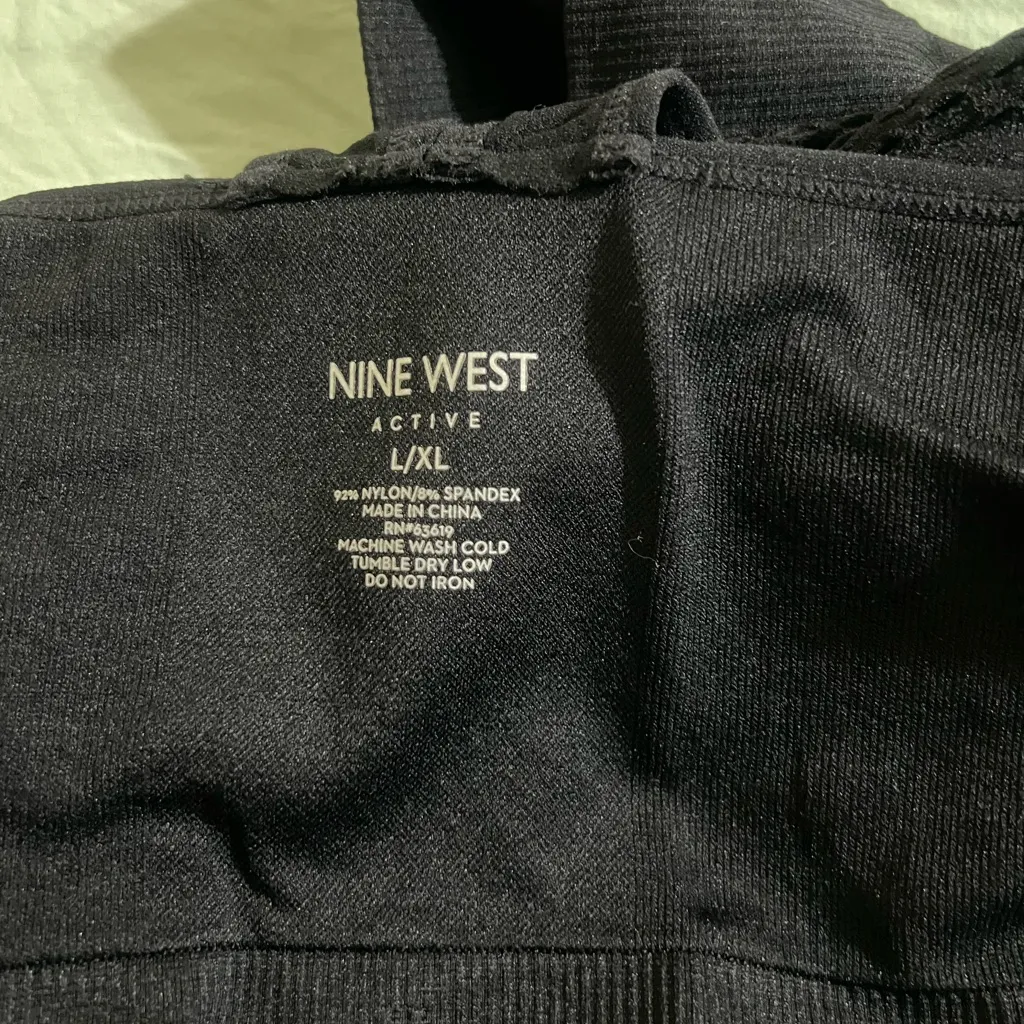 NINE WEST
ACTIVE
L/XL
92% NYLON/8% SPANDEX
MADE IN CHINA
RN#63619
MACHINE WASH COLD
TUMBLE DRY LOW
DO NOT IRON